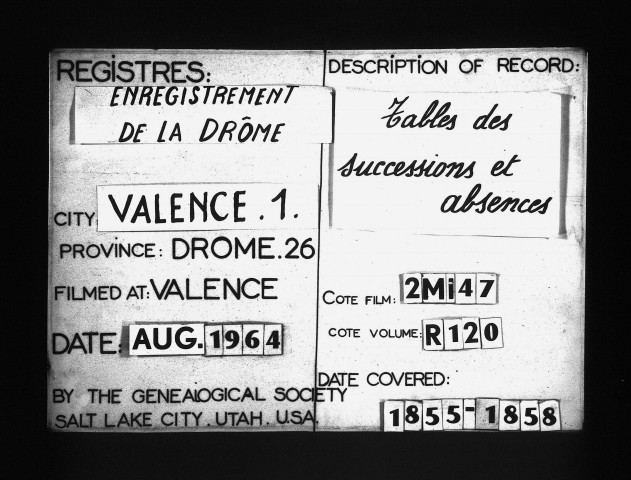 REGiSTRES:
ENREGISTREMENT
DE LA DRÔME
CITY: VALENCE.1.
PROVINCE: DROME.26
FILMED AT: VALENCE
DATE: AUG. 1964
BY THE GENEALOGICAL SOCIETY
SALT LAKE CITY, UTAH, U.S.A.
DESCRIPTION OF RECORD:
Tables des
successions et
absences
COTE FILM: 2Mi47
COTE VOLUME: R120
DATE COVERED:
1855-1858